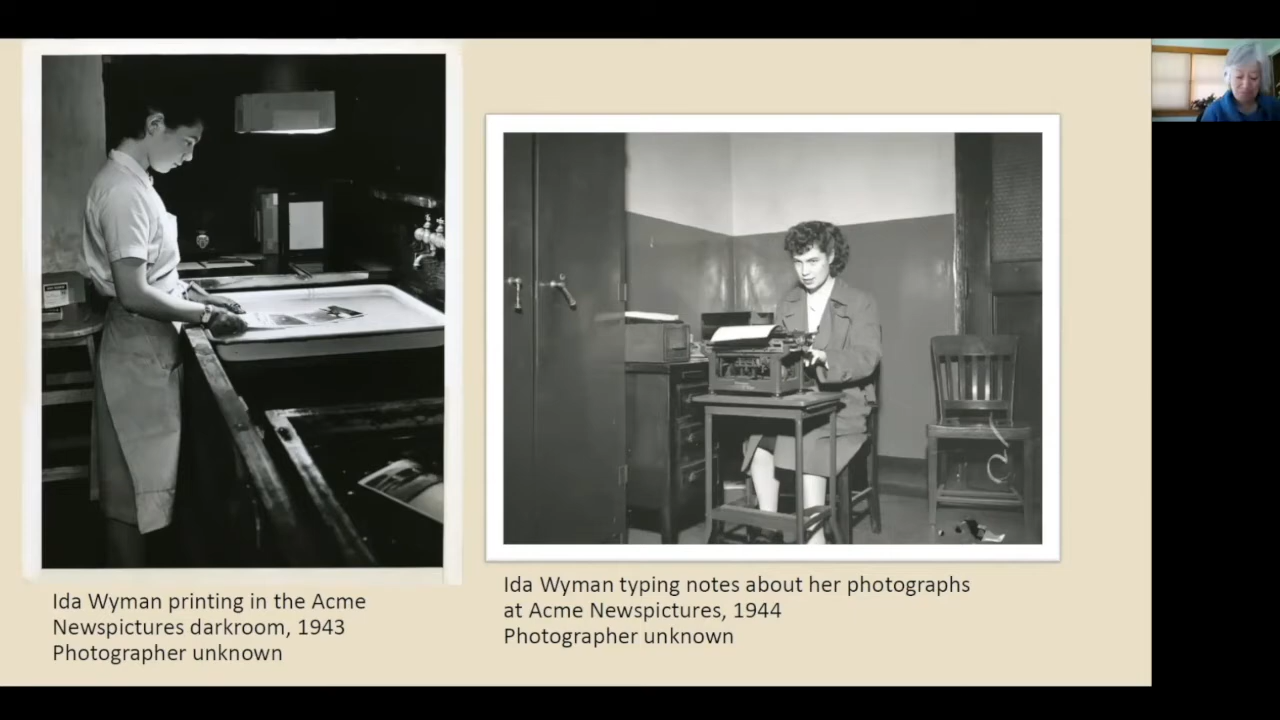 Ida Wyman printing in the Acme
Newspictures darkroom, 1943
Photographer unknown
Ida Wyman typing notes about her photographs
at Acme Newspictures, 1944
Photographer unknown